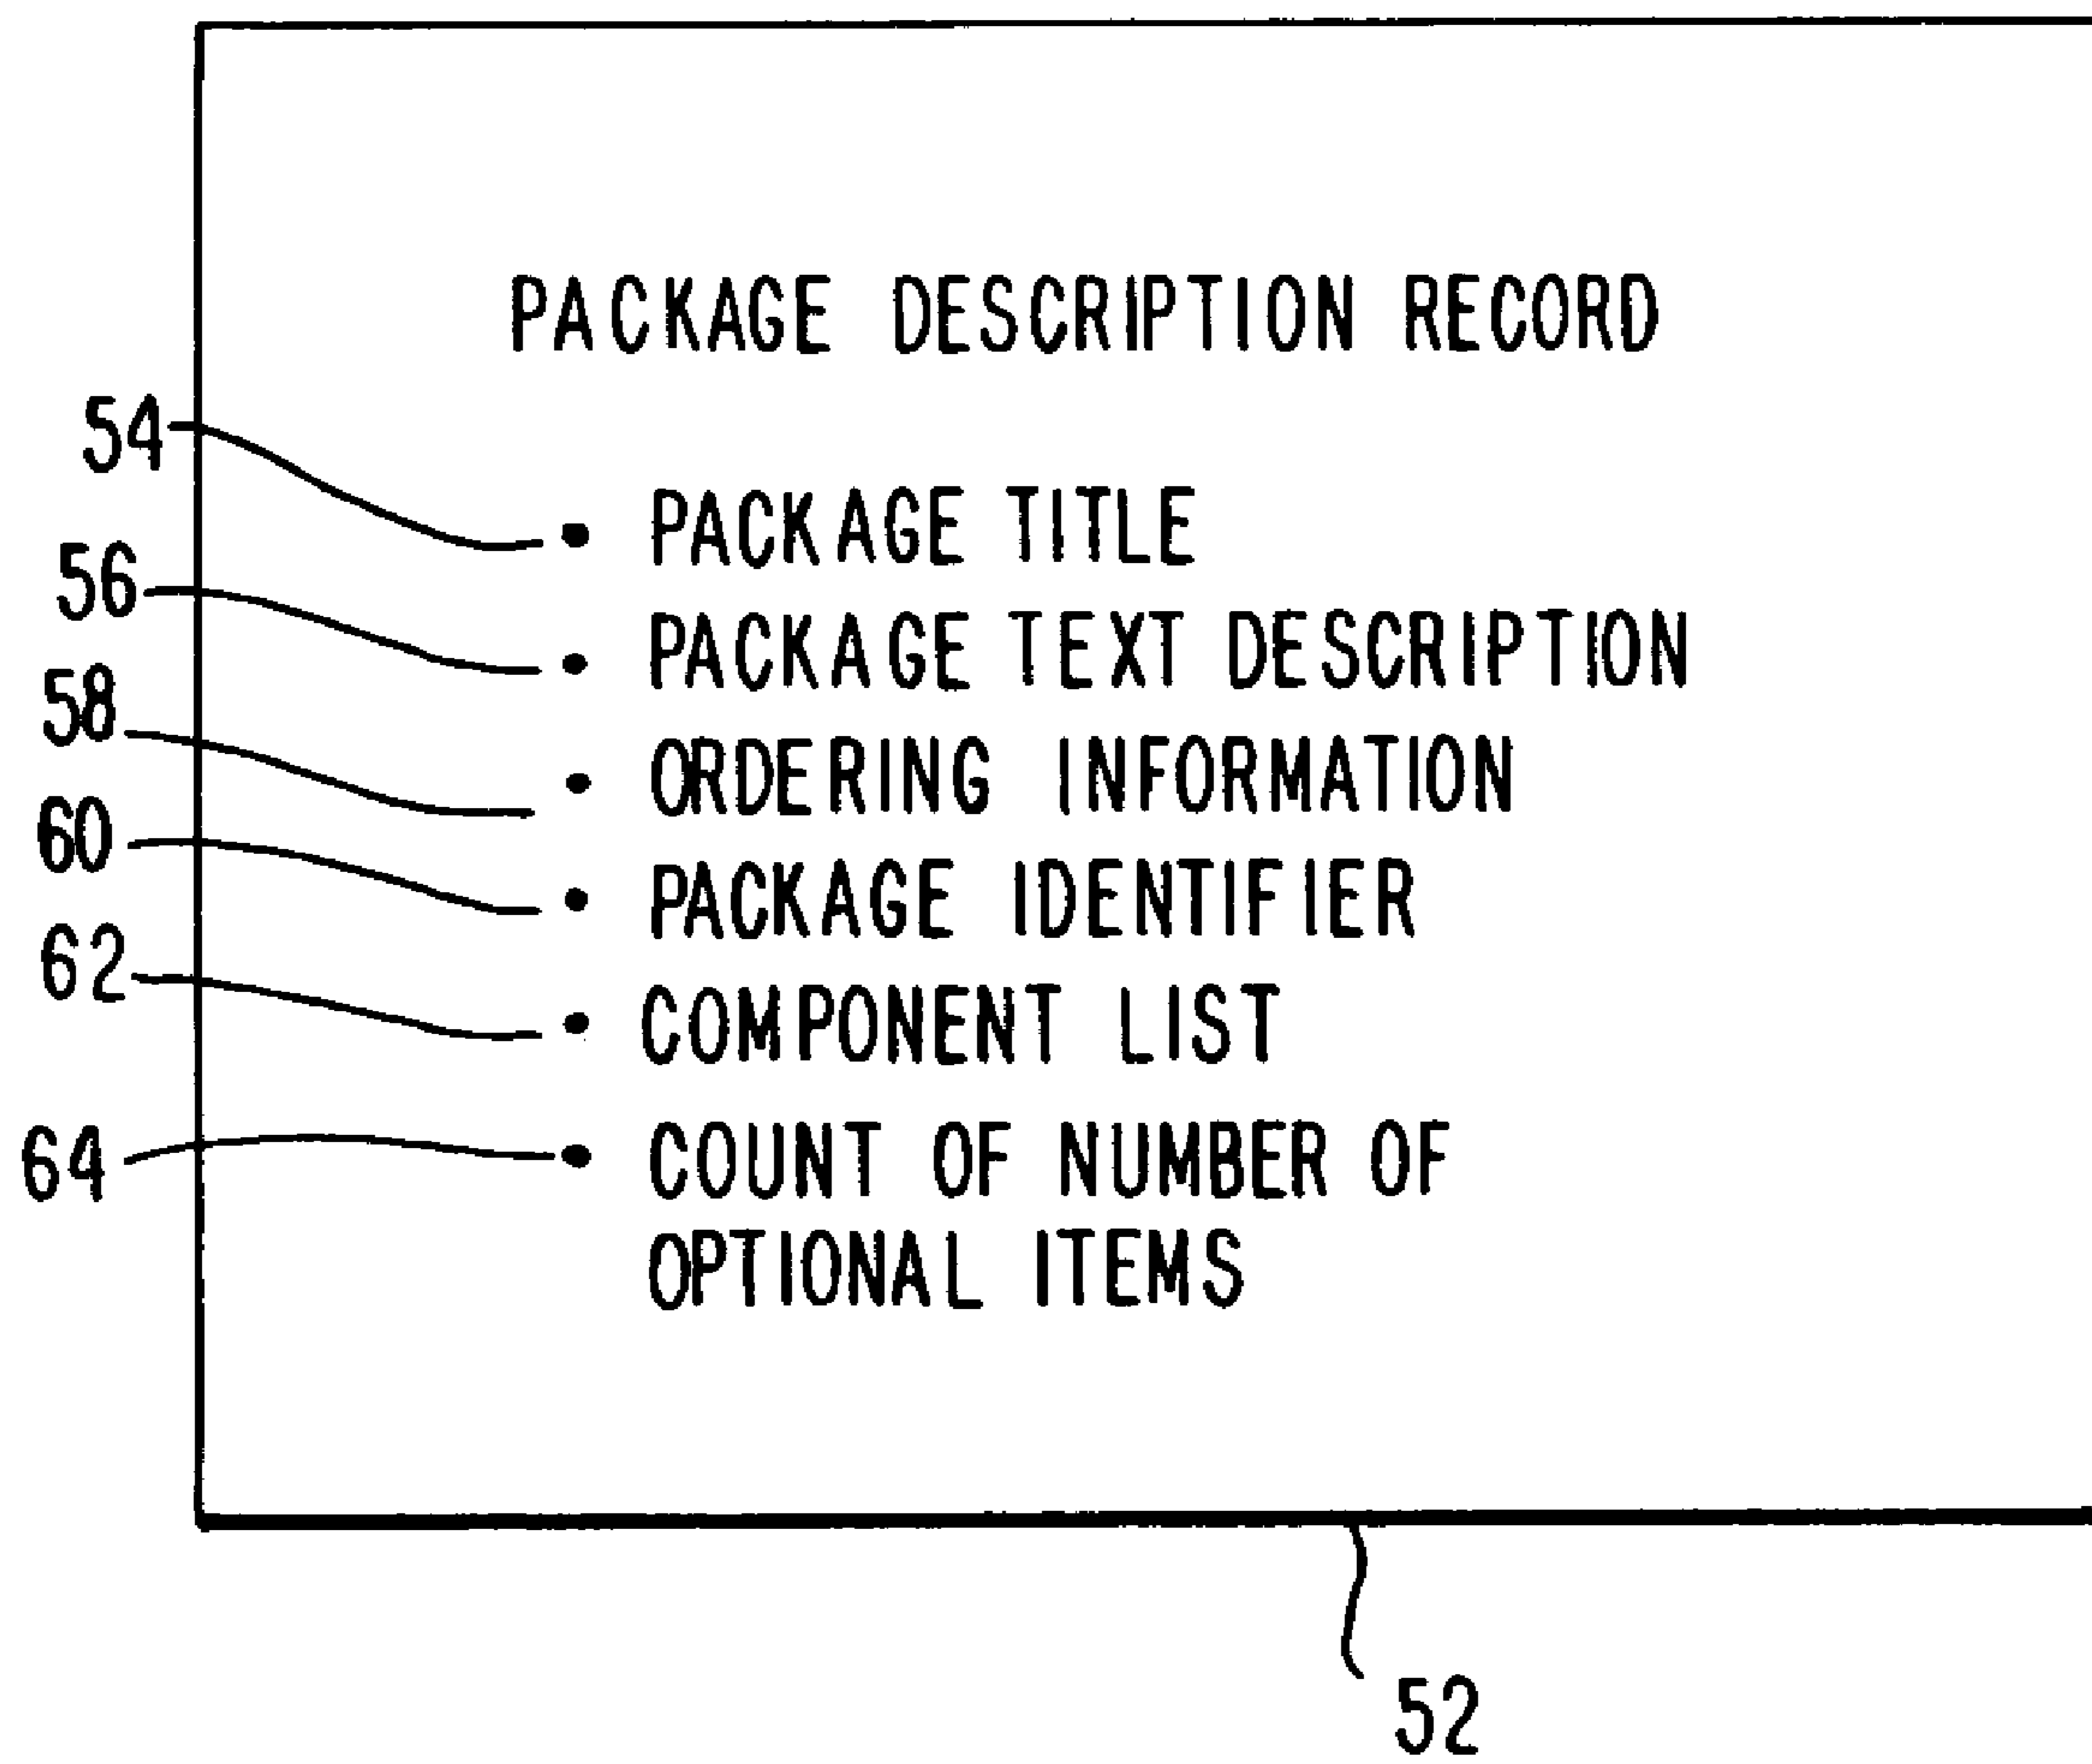 PACKAGE DESCRIPTION RECORD
54
• PACKAGE TITLE
56
• PACKAGE TEXT DESCRIPTION
58
• ORDERING INFORMATION
60
• PACKAGE IDENTIFIER
62
• COMPONENT LIST
64
• COUNT OF NUMBER OF
OPTIONAL ITEMS
52